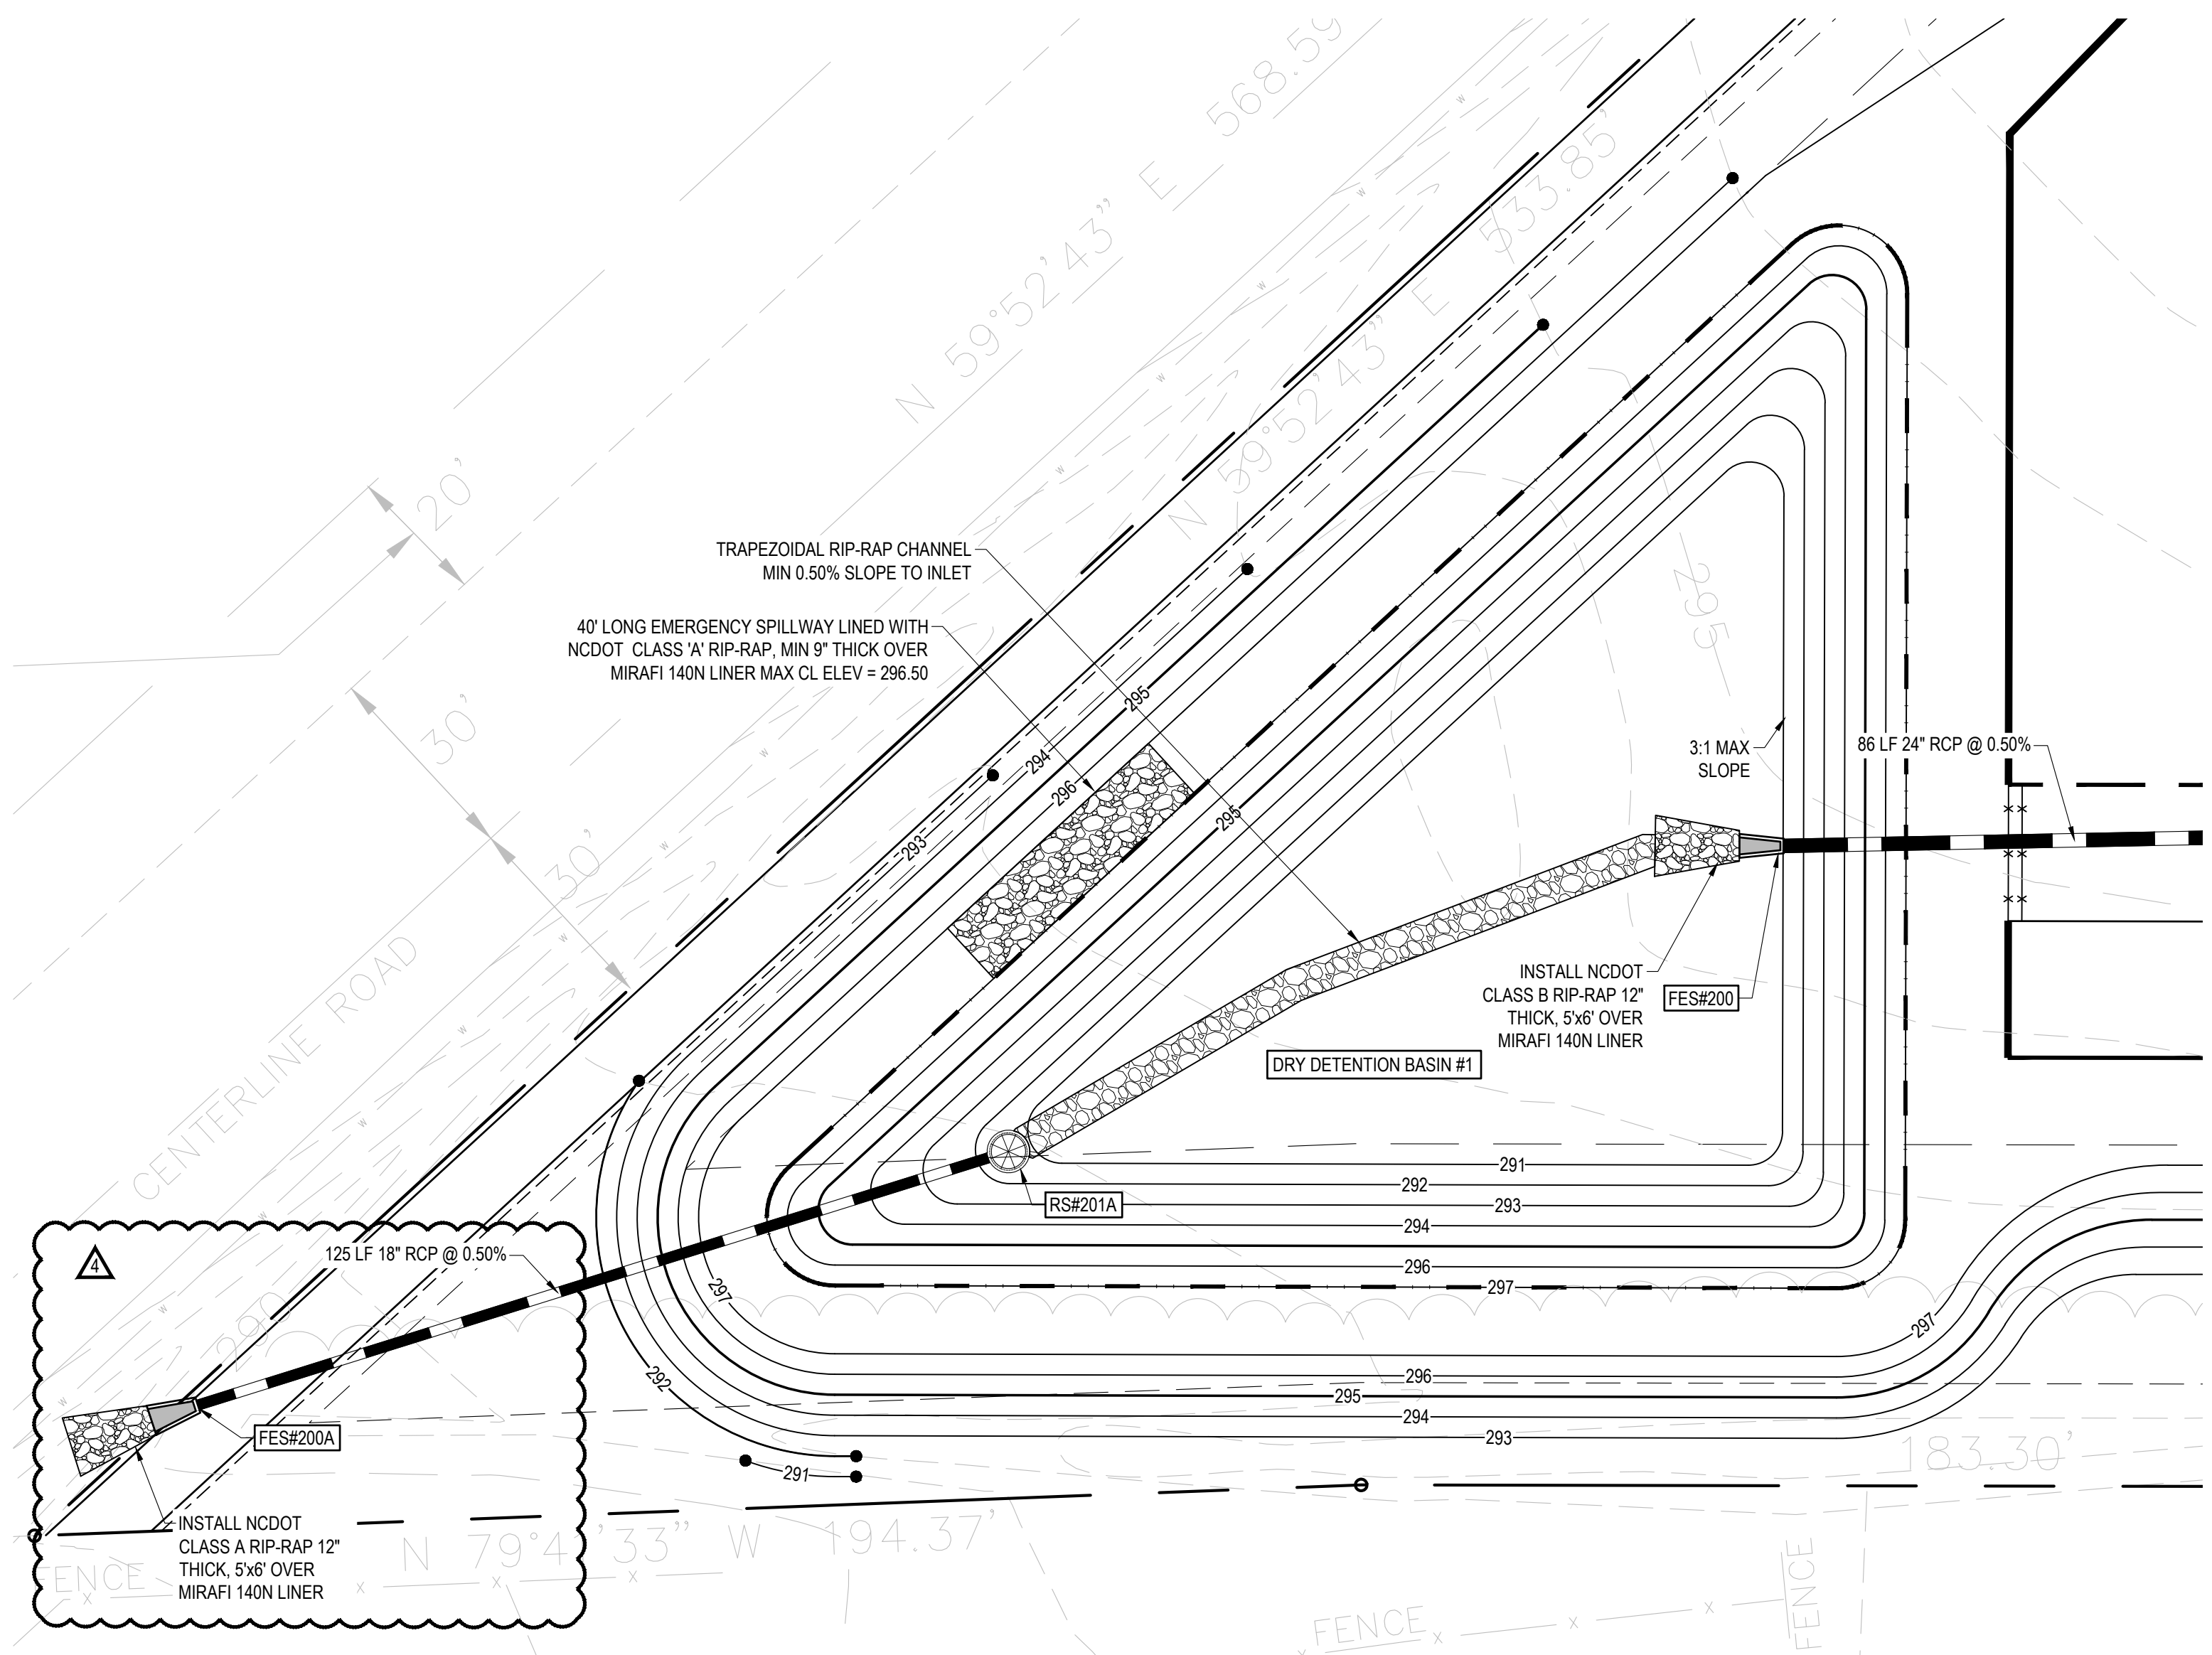 N 59°52'43" E 568.59
N 59°52'43" E 533.85'
20'
30'
30'
CENTERLINE ROAD
TRAPEZOIDAL RIP-RAP CHANNEL
MIN 0.50% SLOPE TO INLET
40' LONG EMERGENCY SPILLWAY LINED WITH
NCDOT CLASS 'A' RIP-RAP, MIN 9" THICK OVER
MIRAFI 140N LINER MAX CL ELEV = 296.50
295
294
296
293
295
295
3:1 MAX
SLOPE
86 LF 24" RCP @ 0.50%
INSTALL NCDOT
CLASS B RIP-RAP 12"
THICK, 5'x6' OVER
MIRAFI 140N LINER
FES#200
DRY DETENTION BASIN #1
RS#201A
291
292
293
294
296
297
297
297
296
295
294
293
292
291
4
125 LF 18" RCP @ 0.50%
290
FES#200A
INSTALL NCDOT
CLASS A RIP-RAP 12"
THICK, 5'x6' OVER
MIRAFI 140N LINER
183.30'
W 194.37'
FENCE
FENCE
W
X